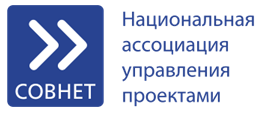 СОВНЕТ
Национальная
ассоциация
управления
проектами